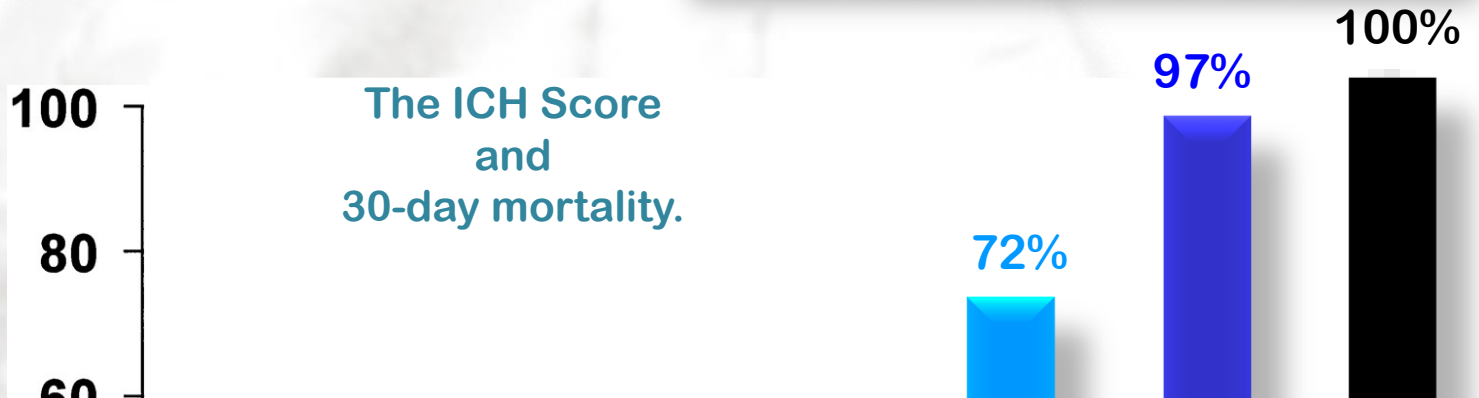 100%
97%
100
The ICH Score
and
30-day mortality.
80
72%
60